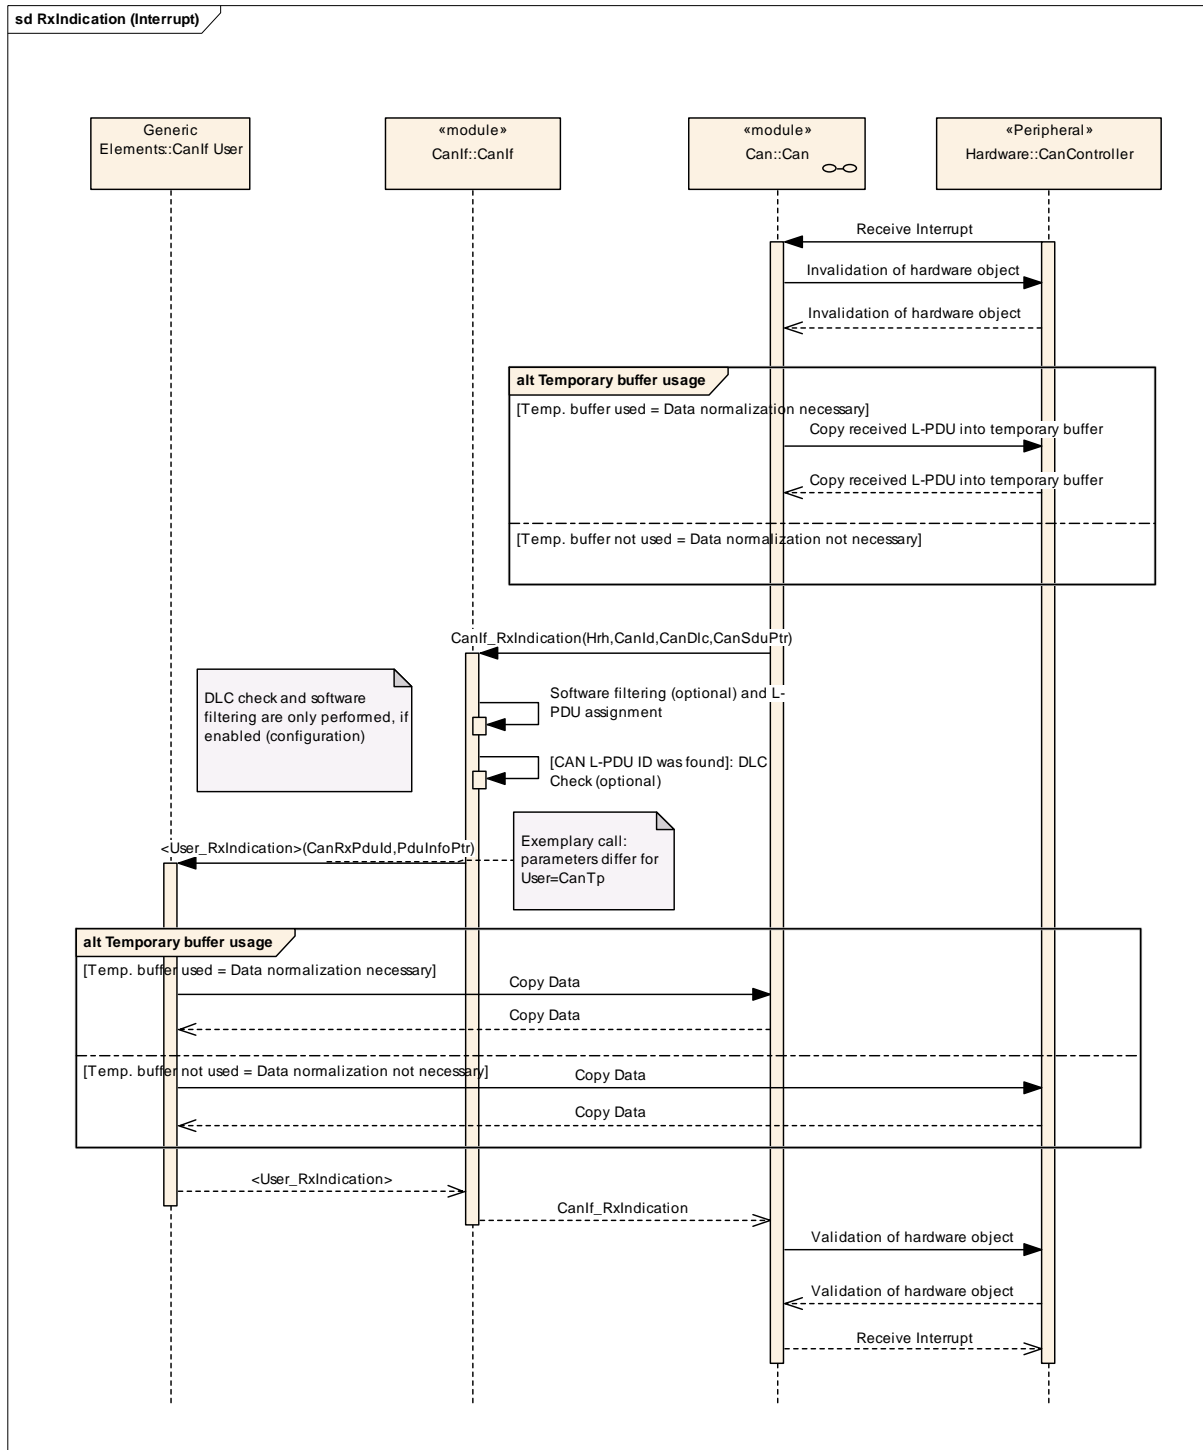 sd RxIndication (Interrupt)
Generic
Elements::CanIf User
«module»
CanIf::CanIf
«module»
Can::Can
«Peripheral»
Hardware::CanController
Receive Interrupt
Invalidation of hardware object
Invalidation of hardware object
alt Temporary buffer usage
[Temp. buffer used = Data normalization necessary]
Copy received L-PDU into temporary buffer
Copy received L-PDU into temporary buffer
[Temp. buffer not used = Data normalization not necessary]
CanIf_RxIndication(Hrh,CanId,CanDlc,CanSduPtr)
DLC check and software
filtering are only performed, if
enabled (configuration)
Software filtering (optional) and L-
PDU assignment
[CAN L-PDU ID was found]: DLC
Check (optional)
Exemplary call:
parameters differ for
User=CanTp
<User_RxIndication>(CanRxPduId,PduInfoPtr)
alt Temporary buffer usage
[Temp. buffer used = Data normalization necessary]
Copy Data
Copy Data
[Temp. buffer not used = Data normalization not necessary]
Copy Data
Copy Data
<User_RxIndication>
CanIf_RxIndication
Validation of hardware object
Validation of hardware object
Receive Interrupt